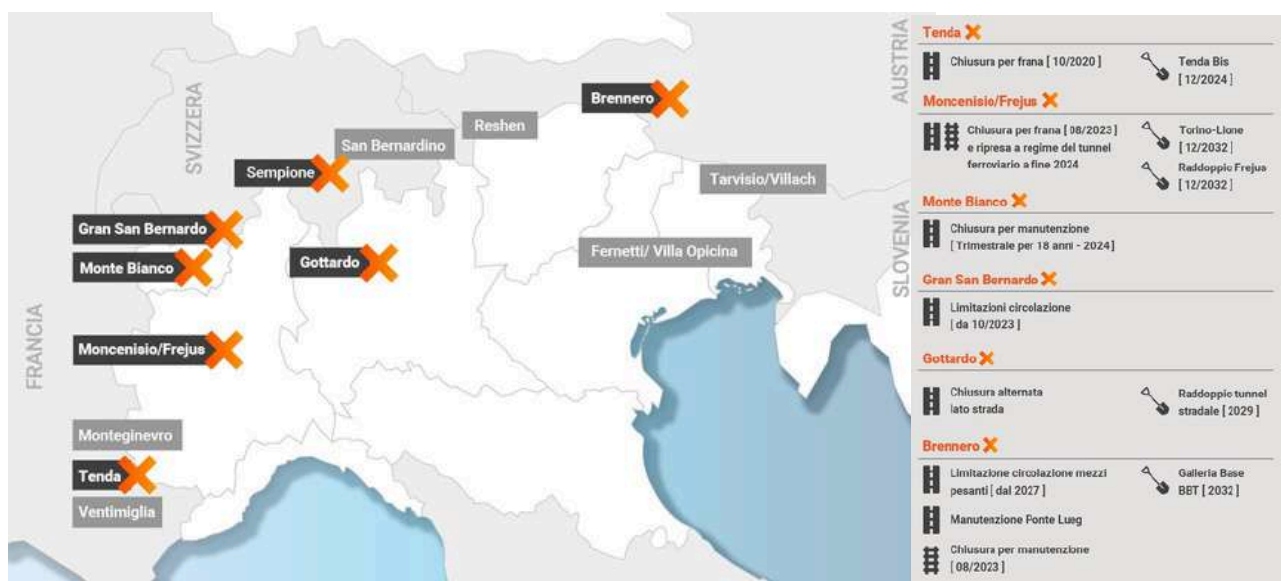 SVIZZERA
AUSTRIA
Brennero
Reshen
San Bernardino
Sempione
Tarvisio/Villach
Gran San Bernardo
Monte Bianco
Gottardo
Fernetti/ Villa Opicina
SLOVENIA
FRANCIA
Moncenisio/Frejus
Monteginevro
Tenda
Ventimiglia
Tenda
Chiusura per frana [ 10/2020 ]
Tenda Bis
[ 12/2024 ]
Moncenisio/Frejus
Chiusura per frana [ 08/2023 ]
e ripresa a regime del tunnel
ferroviario a fine 2024
Torino-Lione
[ 12/2032 ]
Raddoppio Frejus
[ 12/2032 ]
Monte Bianco
Chiusura per manutenzione
[ Trimestrale per 18 anni - 2024 ]
Gran San Bernardo
Limitazioni circolazione
[ da 10/2023 ]
Gottardo
Chiusura alternata
lato strada
Raddoppio tunnel
stradale [ 2029 ]
Brennero
Limitazione circolazione mezzi
pesanti [ dal 2027 ]
Galleria Base
BBT [ 2032 ]
Manutenzione Ponte Lueg
Chiusura per manutenzione
[ 08/2023 ]